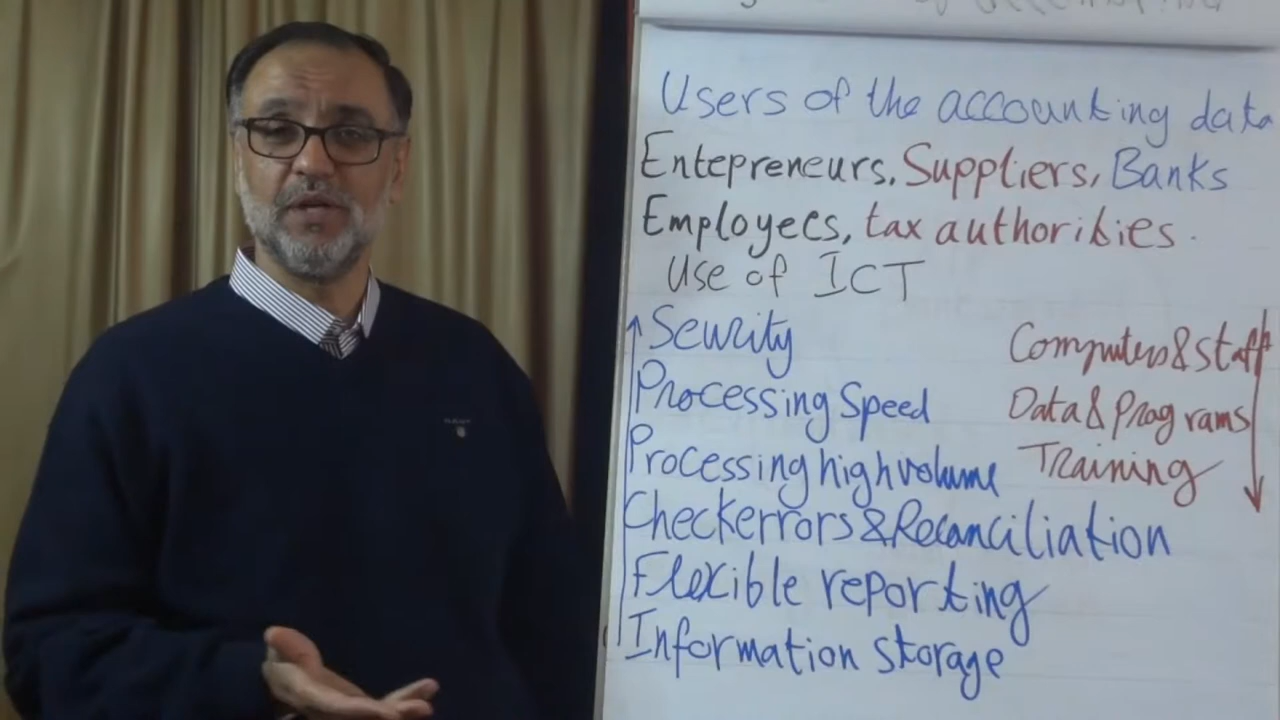 Users of the accounting data
Entepreneurs, Suppliers, Banks
Employees, tax authorities.
Use of ICT
Security
Processing Speed
Processing high volume
Check errors & Reconciliation
Flexible reporting
Information storage
Computers & Staff
Data & Programs
Training